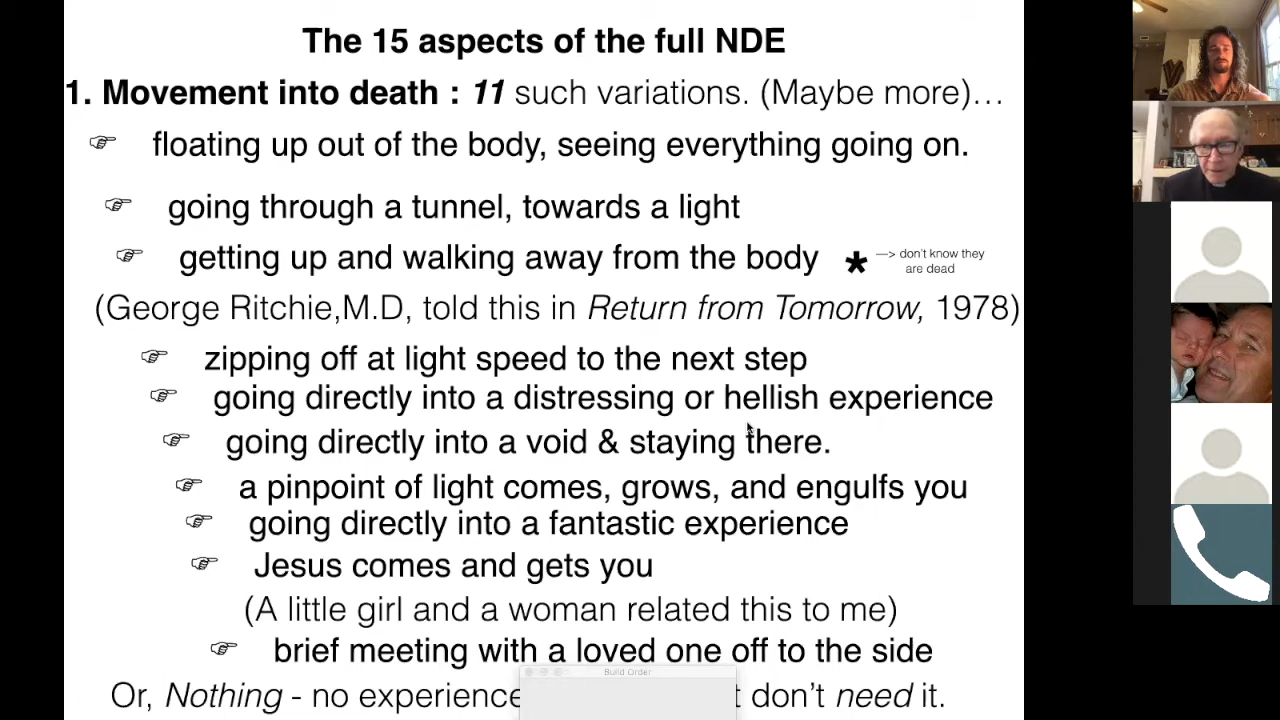 The 15 aspects of the full NDE
1. Movement into death : 11 such variations. (Maybe more)…
floating up out of the body, seeing everything going on.
going through a tunnel, towards a light
getting up and walking away from the body * —> don’t know they
are dead
(George Ritchie,M.D, told this in Return from Tomorrow, 1978)
zipping off at light speed to the next step
going directly into a distressing or hellish experience
going directly into a void & staying there.
a pinpoint of light comes, grows, and engulfs you
going directly into a fantastic experience
Jesus comes and gets you
(A little girl and a woman related this to me)
brief meeting with a loved one off to the side
Build Order
Or, Nothing - no experience don’t need it.